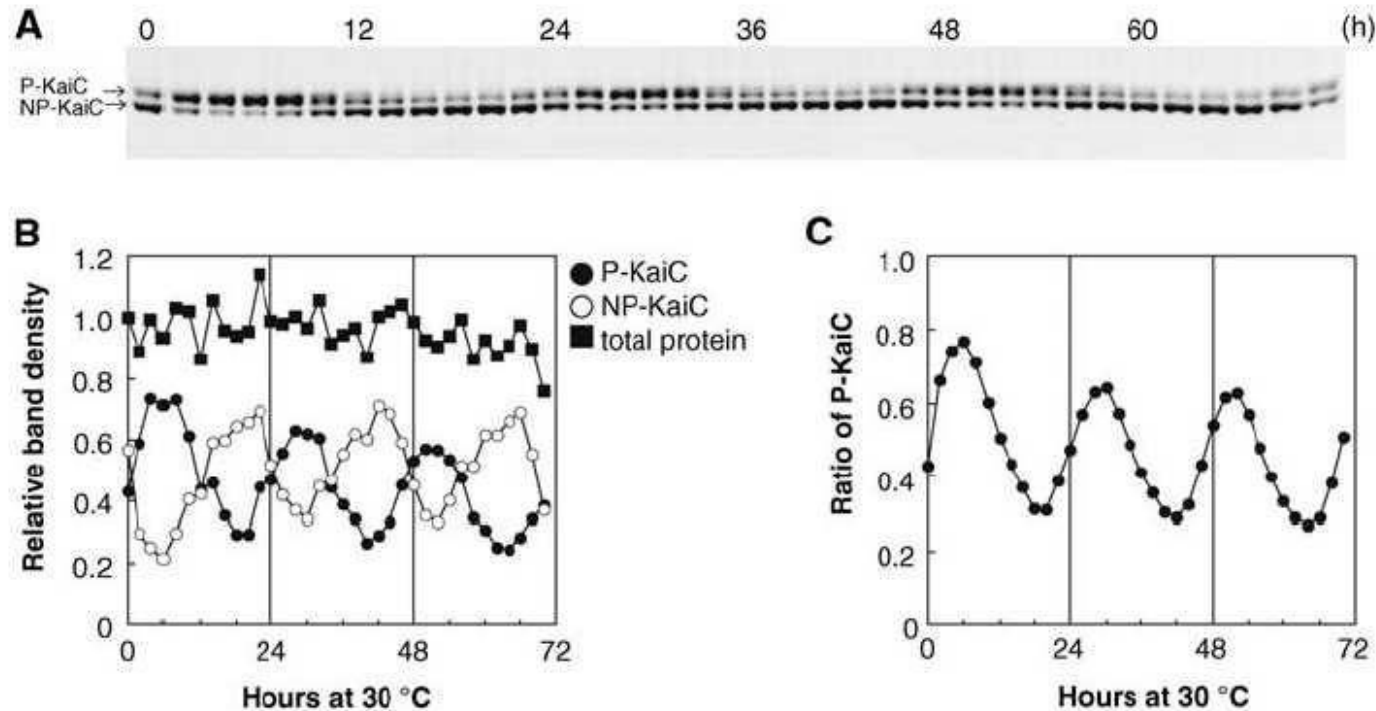 A 0 12 24 36 48 60 (h)
P-KaiC
NP-KaiC
B
1.2
1.0
0.8
0.6
0.4
0.2
0
0 24 48 72
Relative band density
Hours at 30 °C
P-KaiC
NP-KaiC
total protein
C
1.0
0.8
0.6
0.4
0.2
0
0 24 48 72
Ratio of P-KaiC
Hours at 30 °C